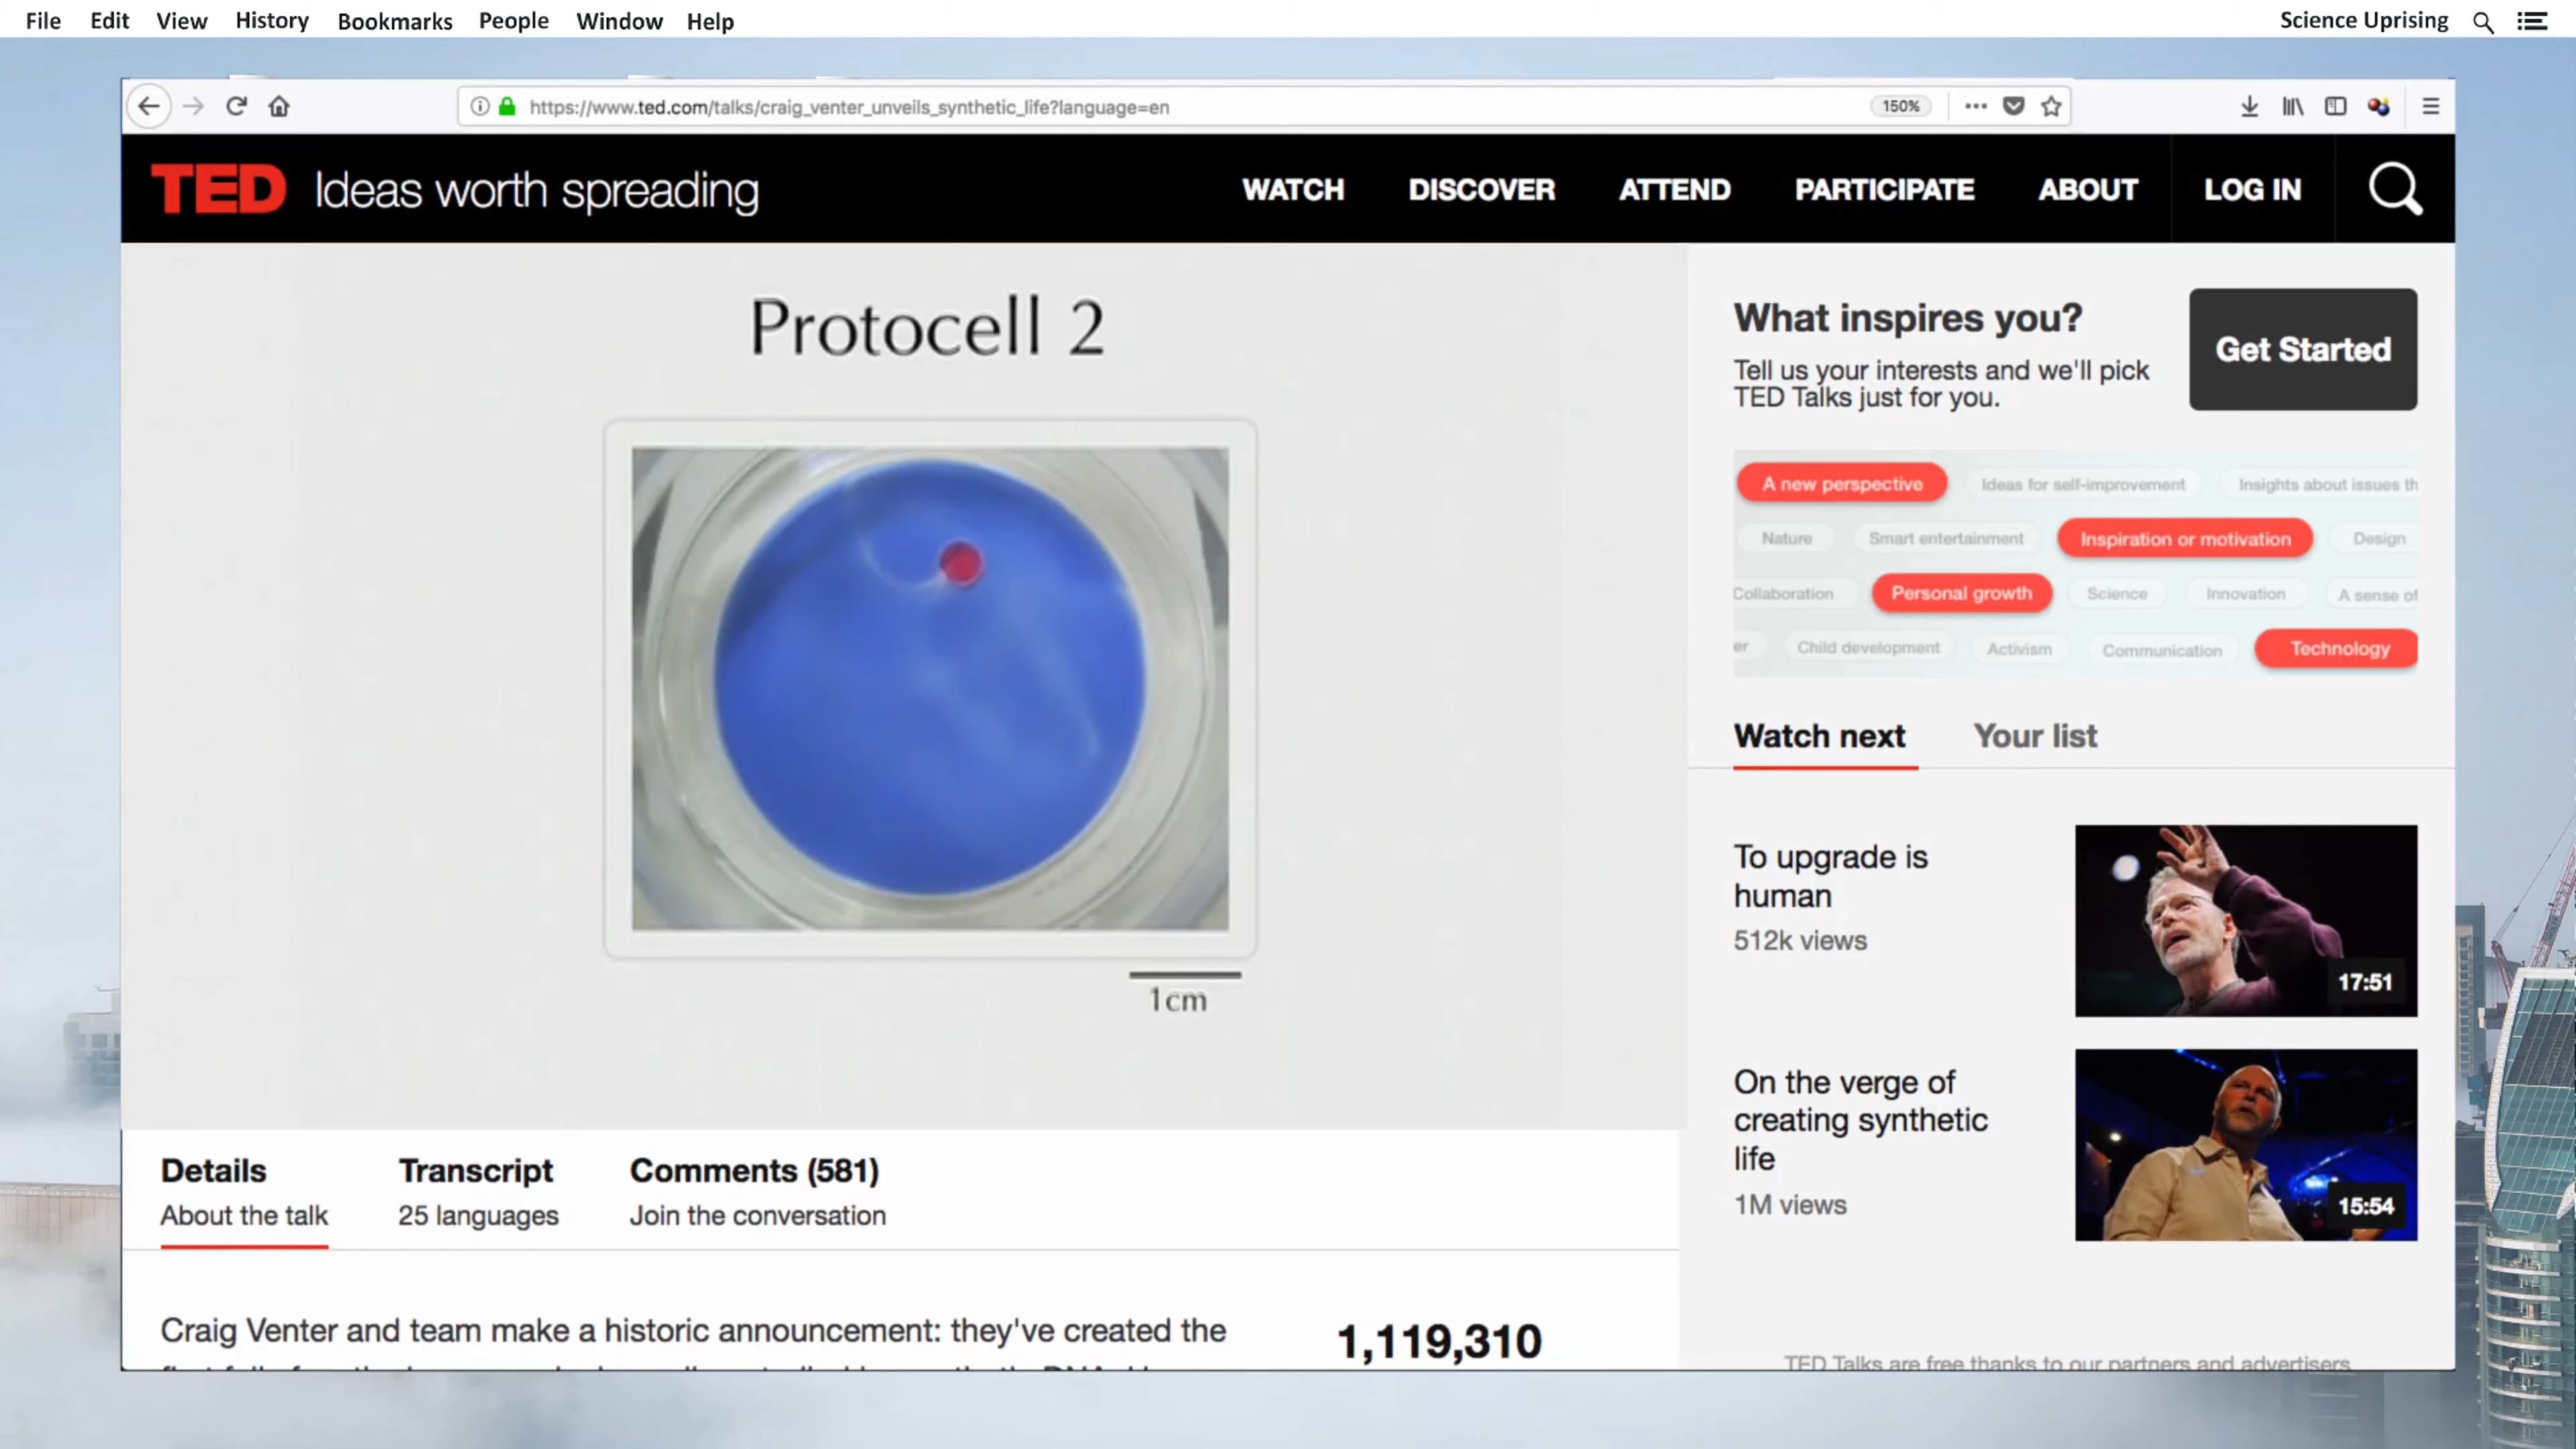 File Edit View History Bookmarks People Window Help
Science Uprising
https://www.ted.com/talks/craig_venter_unveils_synthetic_life?language=en
150%
TED Ideas worth spreading
WATCH DISCOVER ATTEND PARTICIPATE ABOUT LOG IN
Protocell 2
1cm
What inspires you?
Tell us your interests and we'll pick
TED Talks just for you.
Get Started
A new perspective Ideas for self-improvement Insights about issues th
Nature Smart entertainment Inspiration or motivation Design
Collaboration Personal growth Science Innovation A sense of
er Child development Activism Communication Technology
Watch next Your list
To upgrade is
human
512k views
17:51
On the verge of
creating synthetic
life
1M views
15:54
Details Transcript Comments (581)
About the talk 25 languages Join the conversation
Craig Venter and team make a historic announcement: they've created the
1,119,310
TED Talks are free thanks to our partners and advertisers